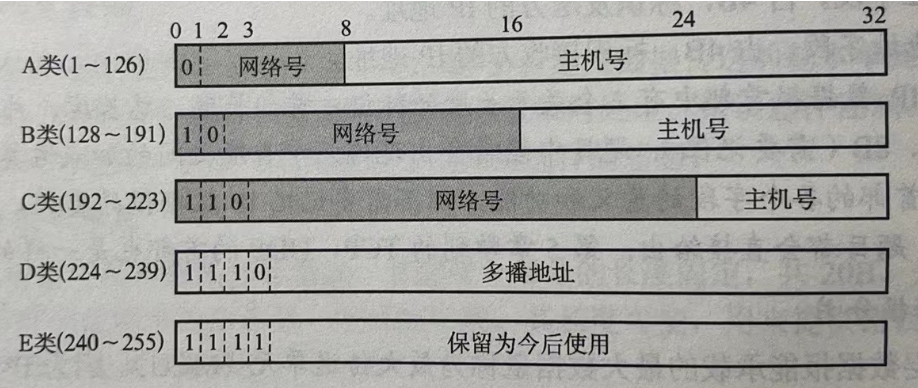 0 1 2 3 8 16 24 32
A类(1~126) 0 网络号 主机号
B类(128~191) 1 0 网络号 主机号
C类(192~223) 1 1 0 网络号 主机号
D类(224~239) 1 1 1 0 多播地址
E类(240~255) 1 1 1 1 保留为今后使用